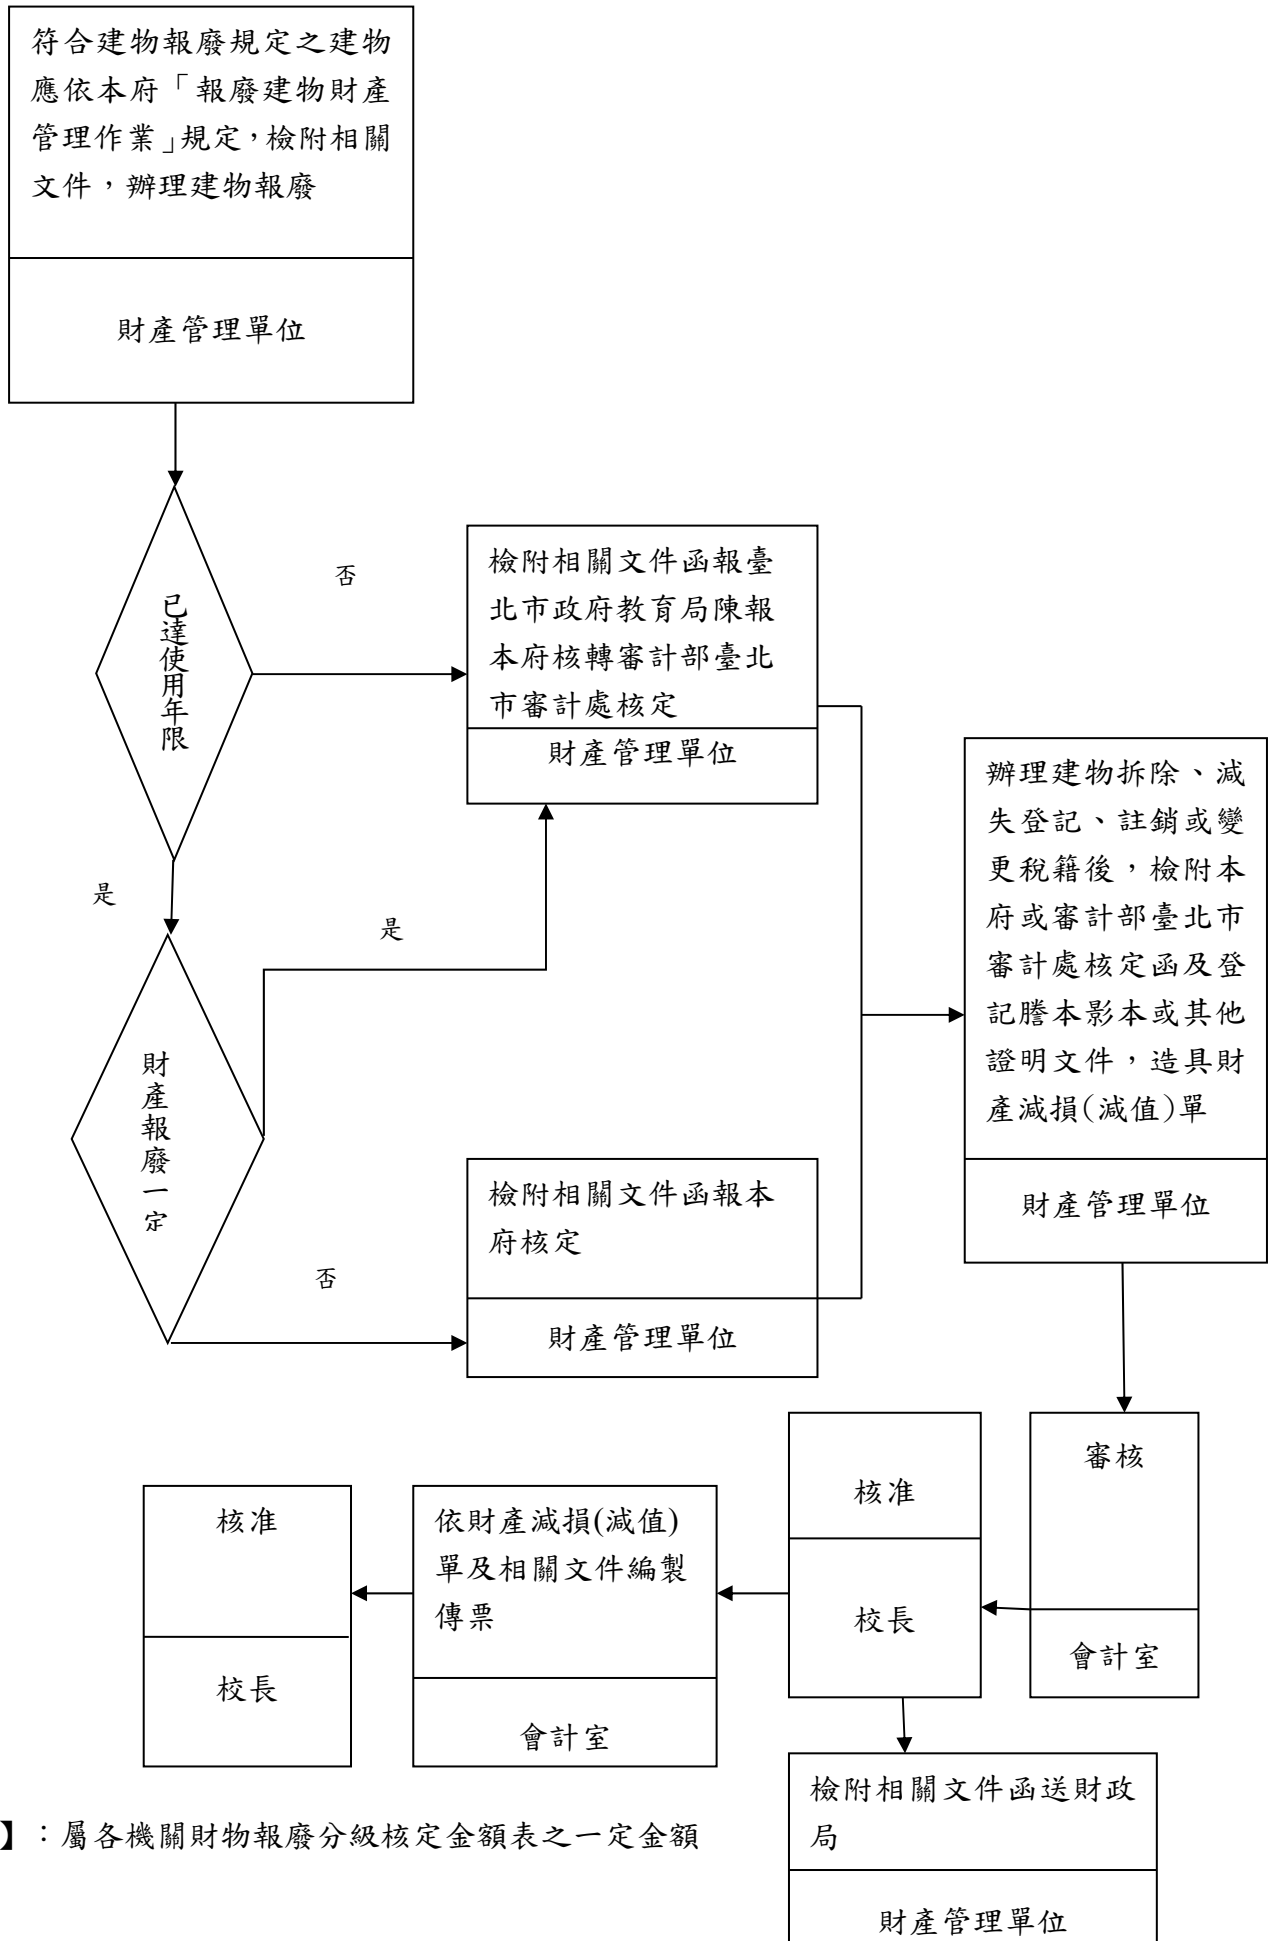 符合建物報廢規定之建物
應依本府「報廢建物財產
管理作業」規定，檢附相關
文件，辦理建物報廢
財產管理單位
已達使用年限
否
檢附相關文件函報臺
北市政府教育局陳報
本府核轉審計部臺北
市審計處核定
財產管理單位
是
是
財產報廢一定
否
檢附相關文件函報本
府核定
財產管理單位
辦理建物拆除、減
失登記、註銷或變
更稅籍後，檢附本
府或審計部臺北市
審計處核定函及登
記謄本影本或其他
證明文件，造具財
產減損(減值)單
財產管理單位
審核
會計室
核准
校長
依財產減損(減值)
單及相關文件編製
傳票
會計室
核准
校長
檢附相關文件函送財政
局
財產管理單位
】：屬各機關財物報廢分級核定金額表之一定金額